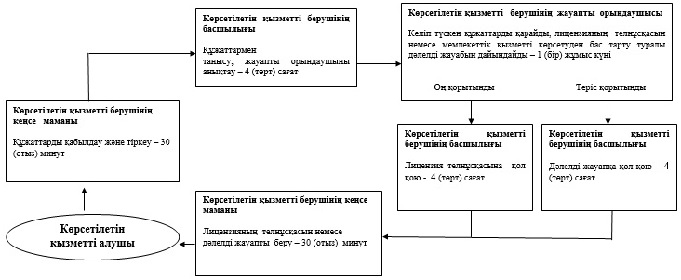 Көрсетілетін қызметті берушінің
басшылығы
Құжаттармен
танысу, жауапты орындаушыны
анықтау – 4 (төрт) сағат
Көрсетілетін қызметті берушінің жауапты орындаушысы
Келіп түскен құжаттарды қарайды, лицензияның телнұсқасын
немесе мемлекеттік қызметті көрсетуден бас тарту туралы
дәлелді жауабын дайындайды – 1 (бір) жұмыс күні
Оң қорытынды Теріс қорытынды
Көрсетілетін қызметті берушінің
кеңсе маманы
Құжаттарды қабылдау және тіркеу – 30
(отыз) минут
Көрсетілетін қызметті
берушінің басшылығы
Лицензия телнұсқасына қол
қою - 4 (төрт) сағат
Көрсетілетін қызметті
берушінің басшылығы
Дәлелді жауапқа қол қою – 4
(төрт) сағат
Көрсетілетін қызметті берушінің кеңсе
маманы
Лицензияның телнұсқасын немесе
дәлелді жауапты беру – 30 (отыз) минут
Көрсетілетін
қызметті алушы